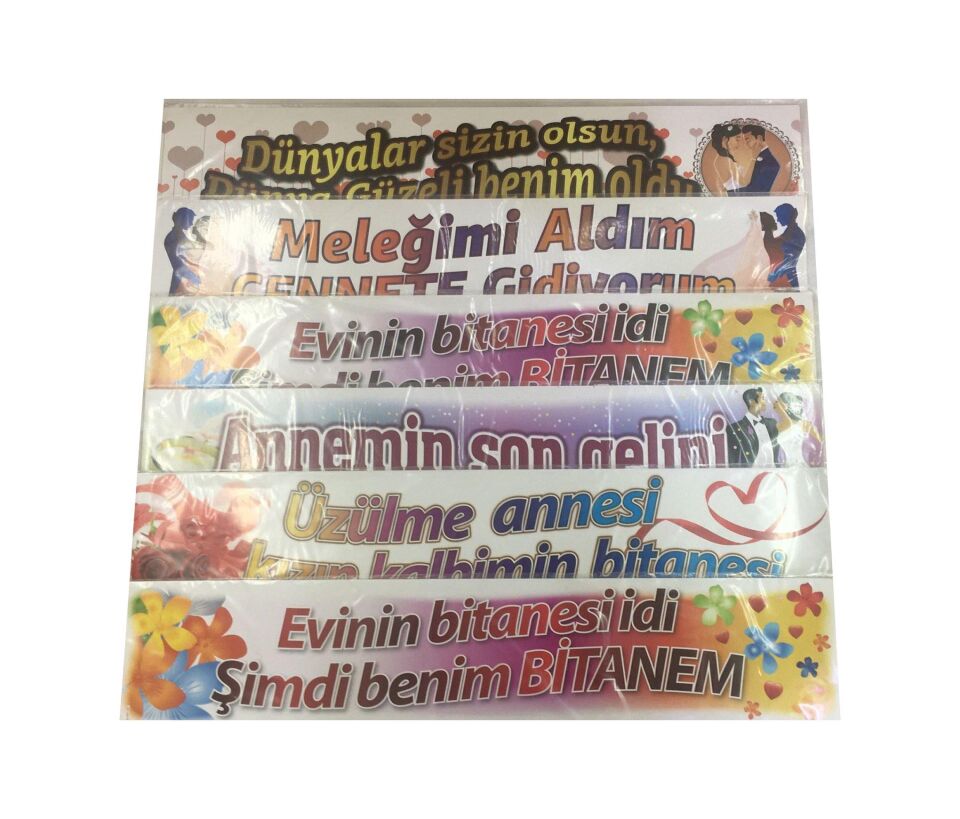 Dünyalar sizin olsun,
Dünya Güzeli benim oldu
Meleğimi Aldım
CENNETE Gidiyorum
Evinin bitanesi idi
Şimdi benim BİTANEM
Annemin son gelini
Üzülme annesi
kızın kalbimin bitanesi
Evinin bitanesi idi
Şimdi benim BİTANEM